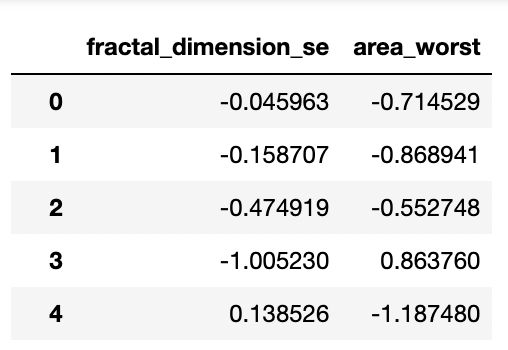 fractal_dimension_se area_worst
0 -0.045963 -0.714529
1 -0.158707 -0.868941
2 -0.474919 -0.552748
3 -1.005230 0.863760
4 0.138526 -1.187480